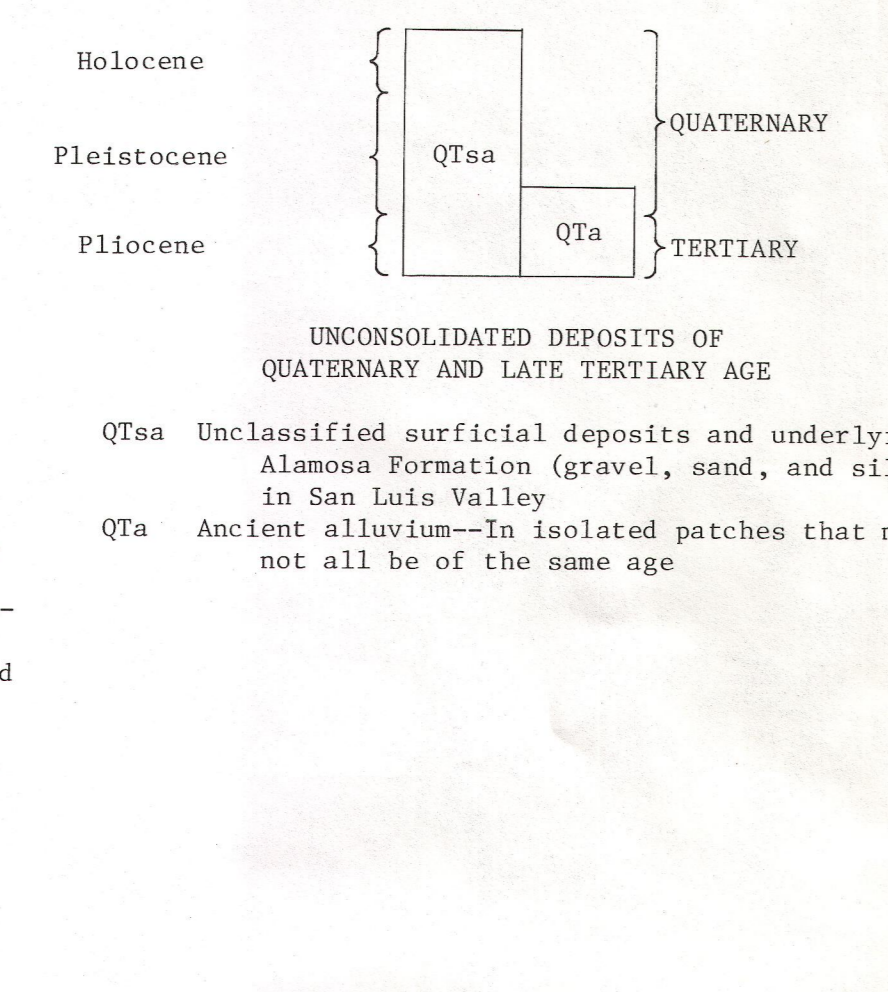 Holocene
QUATERNARY
Pleistocene
QTsa
QTa
Pliocene
TERTIARY
UNCONSOLIDATED DEPOSITS OF
QUATERNARY AND LATE TERTIARY AGE
QTsa Unclassified surficial deposits and
Alamosa Formation (gravel, sand, and
in San Luis Valley
QTa Ancient alluvium--In isolated patches that
not all be of the same age